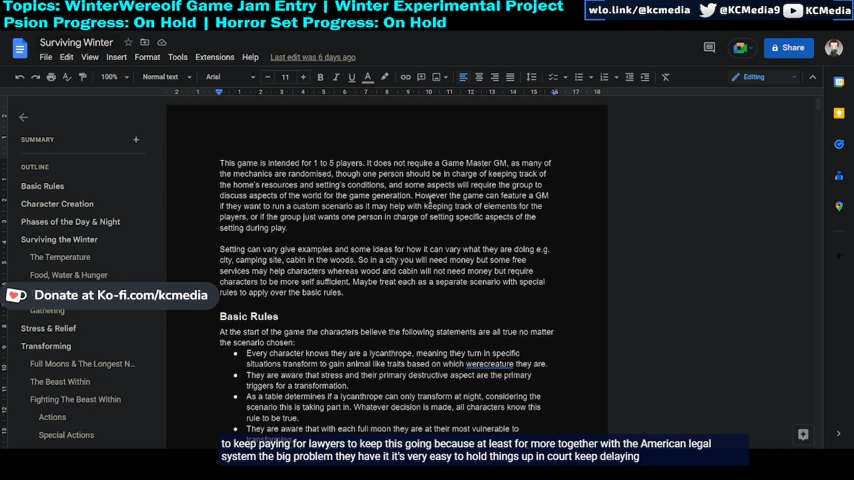 Topics: WinterWereolf Game Jam Entry | Winter Experimental Project
Psion Progress: On Hold | Horror Set Progress: On Hold
wlo.link/@kcmedia KCMedia9 KCMedia
Surviving Winter
File Edit View Insert Format Tools Extensions Help Last edit was 6 days ago
Share
100% Normal text Arial 11 Editing
2 1 1 2 3 4 5 6 7 8 9 10 11 12 13 14 15 16 17 18
SUMMARY
OUTLINE
Basic Rules
Character Creation
Phases of the Day & Night
Surviving the Winter
The Temperature
Food, Water & Hunger
Gathering
Stress & Relief
Transforming
Full Moons & The Longest N...
The Beast Within
Fighting The Beast Within
Actions
Special Actions
Donate at Ko-fi.com/kcmedia
This game is intended for 1 to 5 players. It does not require a Game Master GM, as many of
the mechanics are randomised, though one person should be in charge of keeping track of
the home's resources and setting's conditions, and some aspects will require the group to
discuss aspects of the world for the game generation. However the game can feature a GM
if they want to run a custom scenario as it may help with keeping track of elements for the
players, or if the group just wants one person in charge of setting specific aspects of the
setting during play.
Setting can vary give examples and some ideas for how it can vary what they are doing e.g.
city, camping site, cabin in the woods. So in a city you will need money but some free
services may help characters whereas wood and cabin will not need money but require
characters to be more self sufficient. Maybe treat each as a separate scenario with special
rules to apply over the basic rules.
Basic Rules
At the start of the game the characters believe the following statements are all true no matter
the scenario chosen:
● Every character knows they are a lycanthrope, meaning they turn in specific
situations transform to gain animal like traits based on which werecreature they are.
● They are aware that stress and their primary destructive aspect are the primary
triggers for a transformation.
● As a table determines if a lycanthrope can only transform at night, considering the
scenario this is taking part in. Whatever decision is made, all characters know this
rule to be true.
● They are aware that with each full moon they are at their most vulnerable to
to keep paying for lawyers to keep this going because at least for more together with the American legal
system the big problem they have it it's very easy to hold things up in court keep delaying